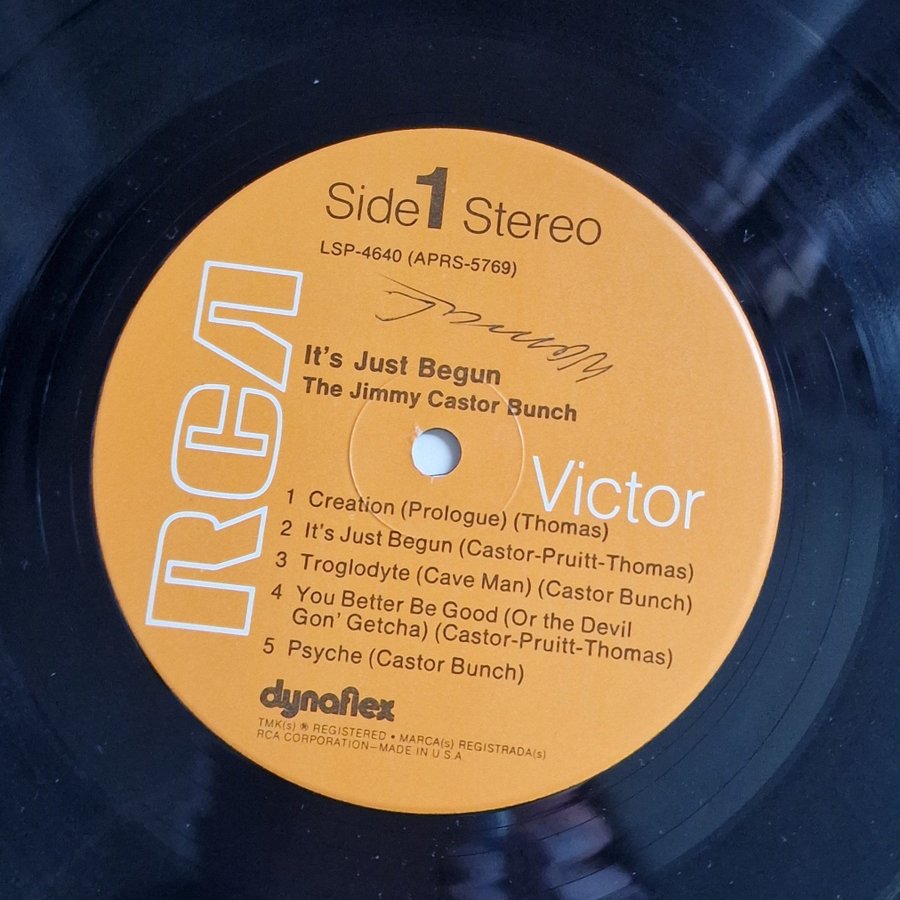 Side 1 Stereo
LSP-4640 (APRS-5769)
It's Just Begun
The Jimmy Castor Bunch
RCA
Victor
1 Creation (Prologue) (Thomas)
2 It's Just Begun (Castor-Pruitt-Thomas)
3 Troglodyte (Cave Man) (Castor Bunch)
4 You Better Be Good (Or the Devil
Gon' Getcha) (Castor-Pruitt-Thomas)
5 Psyche (Castor Bunch)
dynaflex
TMK(s) ® REGISTERED • MARCA(s) REGISTRADA(s)
RCA CORPORATION—MADE IN U.S.A